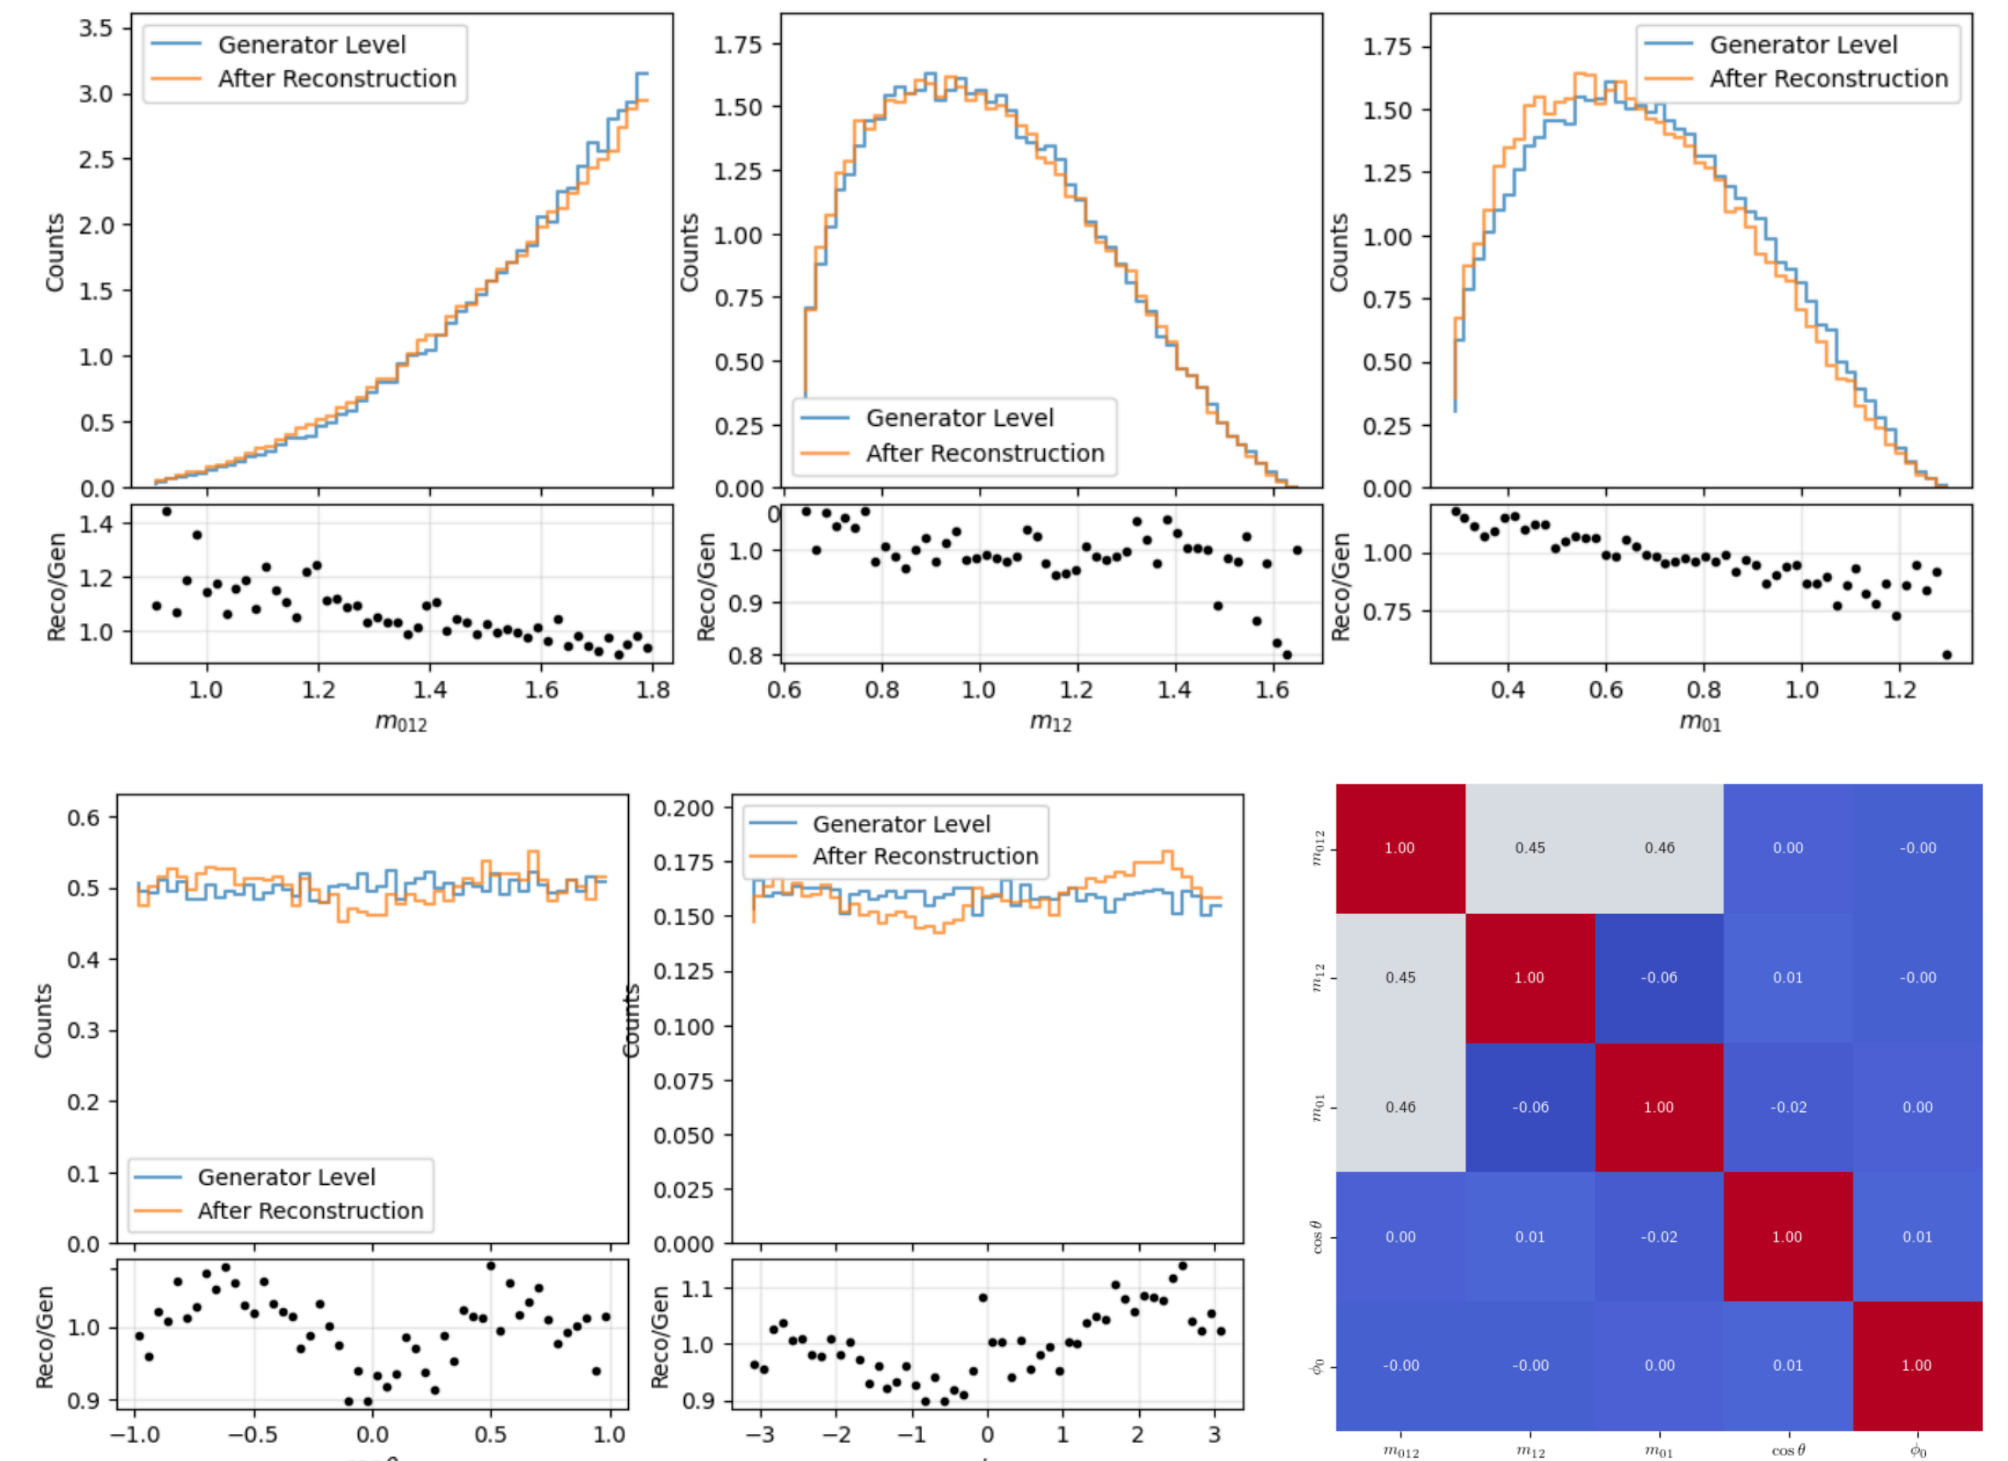 3.5
3.0
2.5
2.0
1.5
1.0
0.5
0.0
Counts
Generator Level
After Reconstruction
1.4
1.2
1.0
Reco/Gen
1.0 1.2 1.4 1.6 1.8
m012
1.75
1.50
1.25
1.00
0.75
0.50
0.25
0.00
Counts
Generator Level
After Reconstruction
1.0
0.9
0.8
Reco/Gen
0.6 0.8 1.0 1.2 1.4 1.6
m12
1.75
1.50
1.25
1.00
0.75
0.50
0.25
0.00
Counts
Generator Level
After Reconstruction
1.00
0.75
Reco/Gen
0.4 0.6 0.8 1.0 1.2
m01
0.6
0.5
0.4
0.3
0.2
0.1
0.0
Counts
Generator Level
After Reconstruction
1.0
0.9
Reco/Gen
−1.0 −0.5 0.0 0.5 1.0
0.200
0.175
0.150
0.125
0.100
0.075
0.050
0.025
0.000
Counts
Generator Level
After Reconstruction
1.1
1.0
0.9
Reco/Gen
−3 −2 −1 0 1 2 3
m012 1.00 0.45 0.46 0.00 -0.00
m12 0.45 1.00 -0.06 0.01 -0.00
m01 0.46 -0.06 1.00 -0.02 0.00
cos θ 0.00 0.01 -0.02 1.00 0.01
ϕ0 -0.00 -0.00 0.00 0.01 1.00
m012 m12 m01 cos θ ϕ0